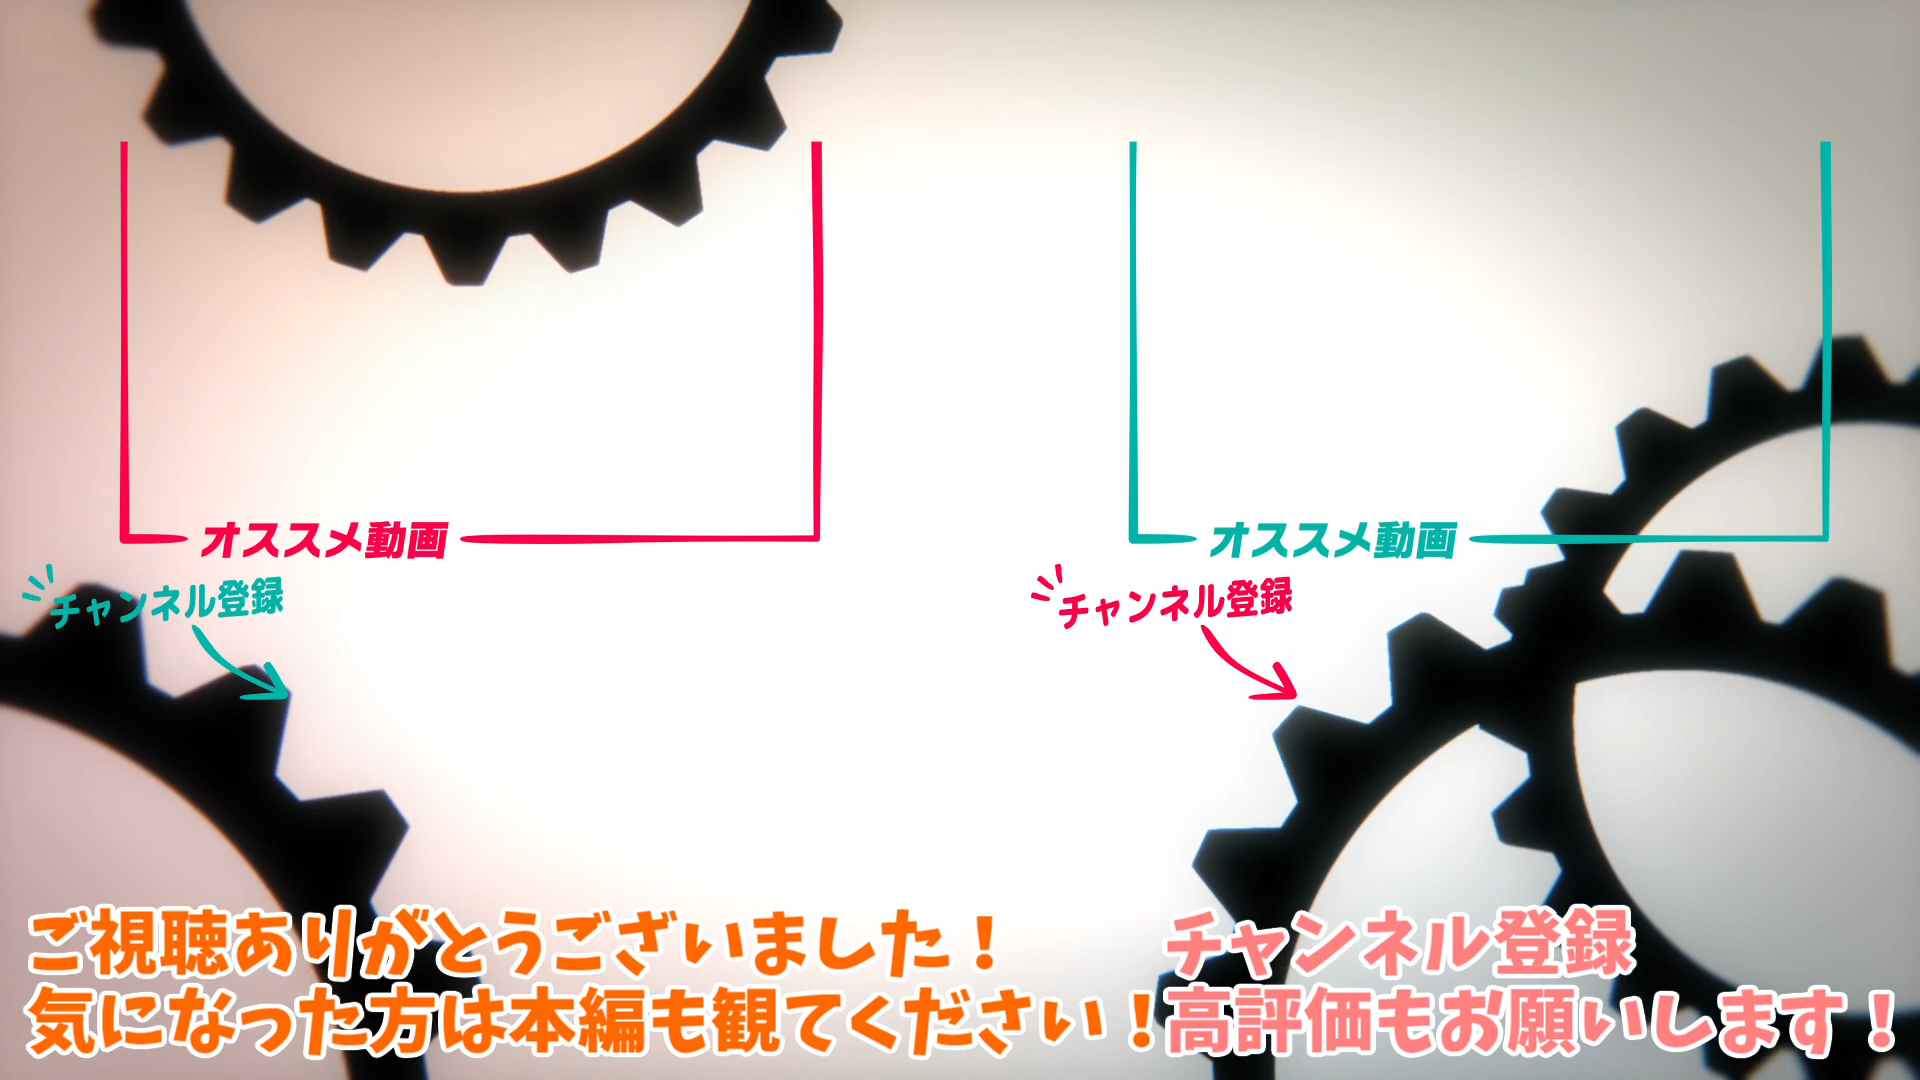 オススメ動画
オススメ動画
チャンネル登録
チャンネル登録
ご視聴ありがとうございました！
気になった方は本編も観てください！
チャンネル登録
高評価もお願いします！